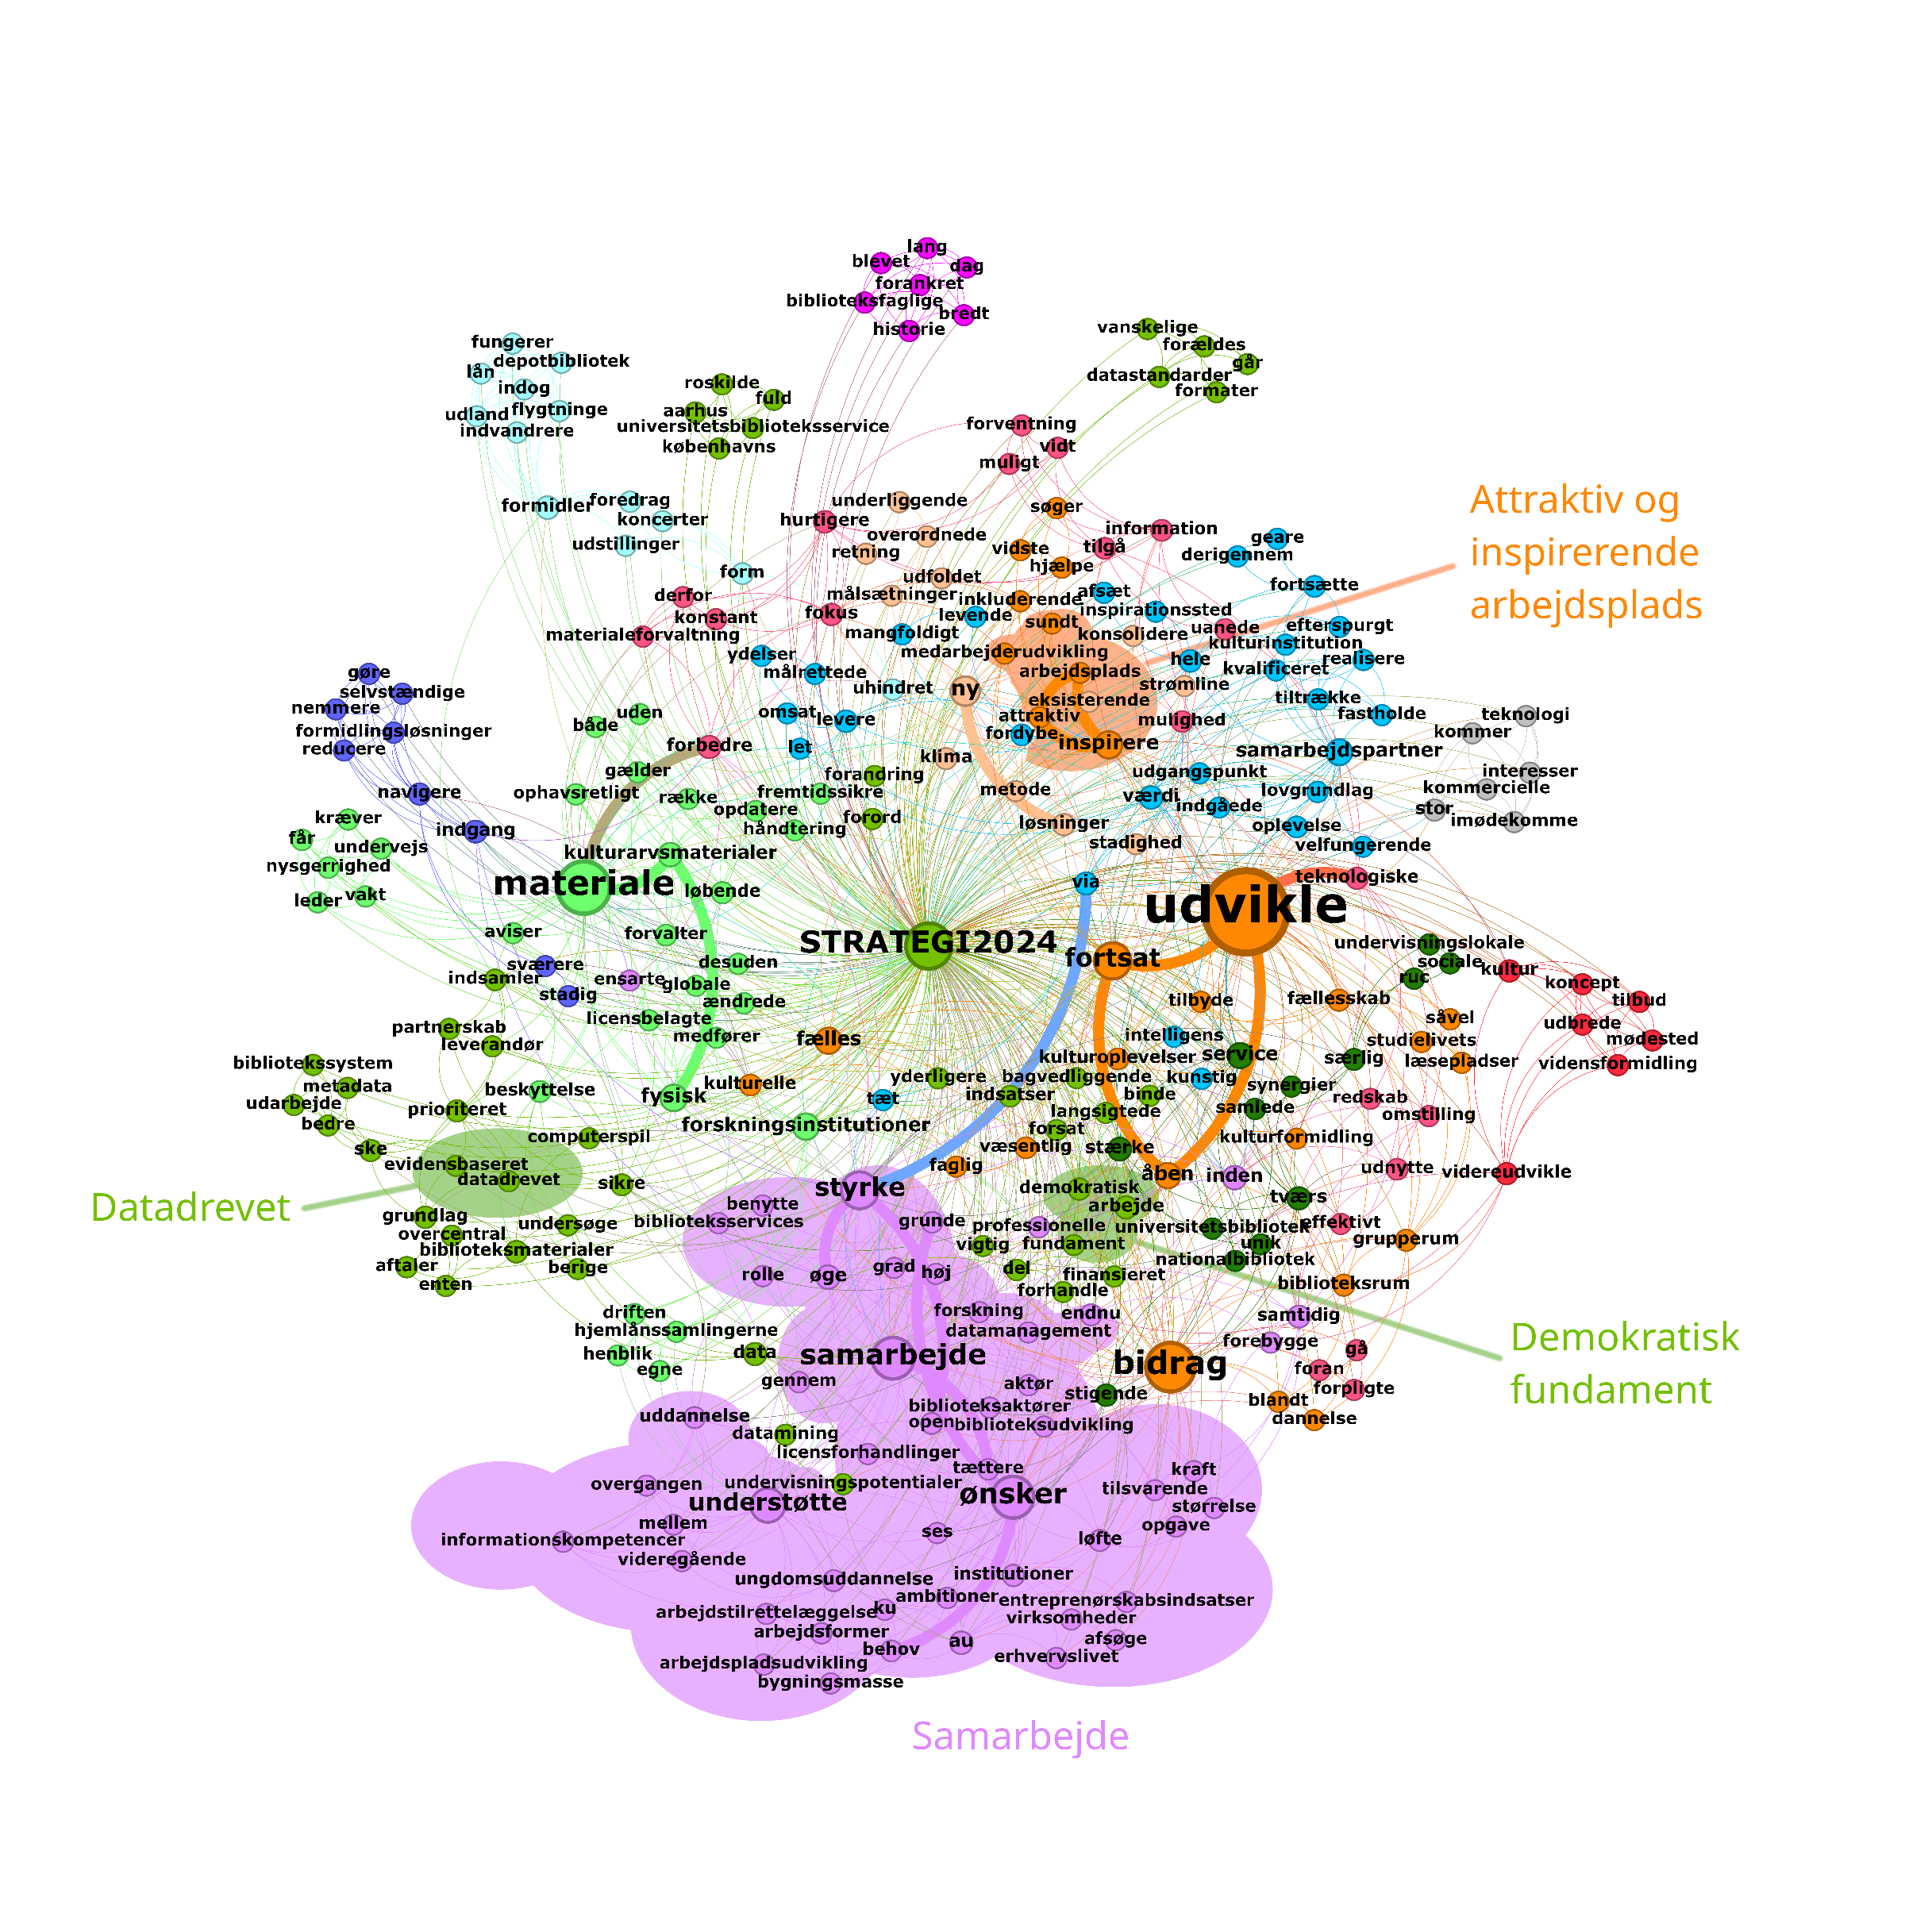 lang
blevet
dag
forankret
biblioteksfaglige
bredt
historie
vanskelige
forældes
går
datastandarder
formater
fungerer
depotbibliotek
lån
indog
udland
flygtninge
indvandrere
roskilde
fuld
aarhus
universitetsbiblioteksservice
københavns
forventning
vidt
muligt
formidler
foredrag
koncerter
udstillinger
form
underliggende
søger
hurtigere
overordnede
information
retning
vidste
tilgå
geare
derigennem
hjælpe
udfoldet
målsætninger
afsæt
fortsætte
inkluderende
levende
inspirationssted
Attraktiv og
inspirerende
arbejdsplads
derfor
konstant
fokus
materialeforvaltning
mangfoldigt
sundt
konsolidere
uanede
efterspurgt
kulturinstitution
ydelser
målrettede
medarbejderudvikling
arbejdsplads
hele
kvalificeret
realisere
uhindret
ny
strømline
eksisterende
tiltrække
fastholde
omsat
levere
attraktiv
mulighed
fordybe
let
inspirere
samarbejdspartner
teknologi
kommer
gøre
selvstændige
nemmere
formidlingsløsninger
reducere
navigere
indgang
både
uden
forbedre
gælder
ophavsretligt
række
opdatere
fremtidssikre
håndtering
forandring
forord
klima
metode
løsninger
stadighed
udgangspunkt
værdi
indgåede
lovgrundlag
oplevelse
velfungerende
interesser
kommercielle
stor
imødekomme
kræver
får
undervejs
nysgerrighed
leder
vakt
kulturarvsmaterialer
materiale
løbende
via
udvikle
teknologiske
aviser
forvalter
STRATEGI2024
fortsat
undervisningslokale
sociale
ruc
kultur
koncept
tilbud
udbrede
mødested
vidensformidling
sværere
indsamler
stadig
ensarte
desuden
globale
ændrede
licensbelagte
medfører
tilbyde
fællesskab
såvel
studielivets
læsepladser
partnerskab
leverandør
fælles
intelligens
kulturoplevelser
service
særlig
bibliotekssystem
metadata
udarbejde
bedre
prioriteret
beskyttelse
fysisk
kulturelle
tæt
yderligere
bagvedliggende
indsatser
kunstig
binde
langsigtede
synergier
samlede
redskab
omstilling
ske
computerspil
forskningsinstitutioner
forsat
væsentlig
stærke
kulturformidling
evidensbaseret
datadrevet
sikre
faglig
åben
inden
udnytte
videreudvikle
Datadrevet
styrke
demokratisk
arbejde
tværs
grundlag
overcentral
undersøge
biblioteksmaterialer
aftaler
berige
enten
benytte
biblioteksservices
grunde
professionelle
vigtig
fundament
universitetsbibliotek
effektivt
unik
nationalbibliotek
grupperum
rolle
øge
grad
høj
del
finansieret
forhandle
biblioteksrum
driften
hjemlånssamlingerne
henblik
egne
data
forskning
endnu
datamanagement
samtidig
forebygge
gå
Demokratisk
fundament
samarbejde
bidrag
foran
forpligte
gennem
aktør
stigende
blandt
dannelse
uddannelse
biblioteksaktører
open
biblioteksudvikling
datamining
licensforhandlinger
tættere
kraft
overgangen
undervisningspotentialer
understøtte
ønsker
tilsvarende
størrelse
opgave
mellem
informationskompetencer
videregående
ses
løfte
ungdomsuddannelse
institutioner
ambitioner
entreprenørskabsindsatser
arbejdstilrettelæggelse
ku
virksomheder
arbejdsformer
behov
au
afsøge
erhvervslivet
arbejdspladsudvikling
bygningsmasse
Samarbejde